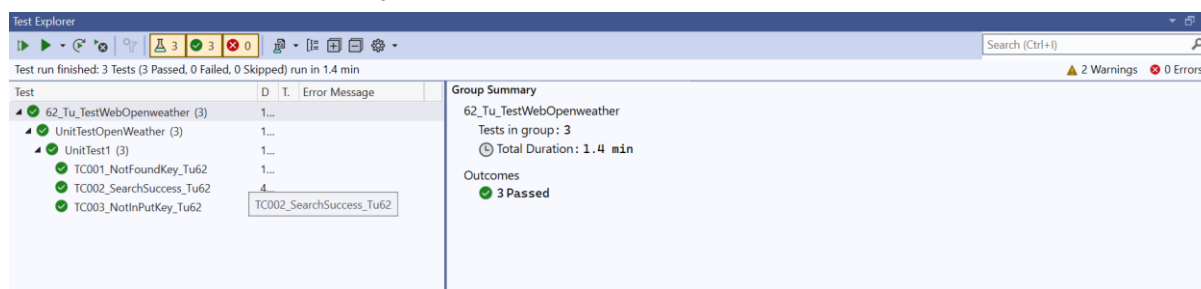 Test Explorer
3 3 0
Search (Ctrl+I)
Test run finished: 3 Tests (3 Passed, 0 Failed, 0 Skipped) run in 1.4 min
2 Warnings 0 Errors
Test D T. Error Message
62_Tu_TestWebOpenweather (3) 1...
UnitTestOpenWeather (3) 1...
UnitTest1 (3) 1...
TC001_NotFoundKey_Tu62 1...
TC002_SearchSuccess_Tu62 4...
TC003_NotInPutKey_Tu62
TC002_SearchSuccess_Tu62
Group Summary
62_Tu_TestWebOpenweather
Tests in group: 3
Total Duration: 1.4 min
Outcomes
3 Passed